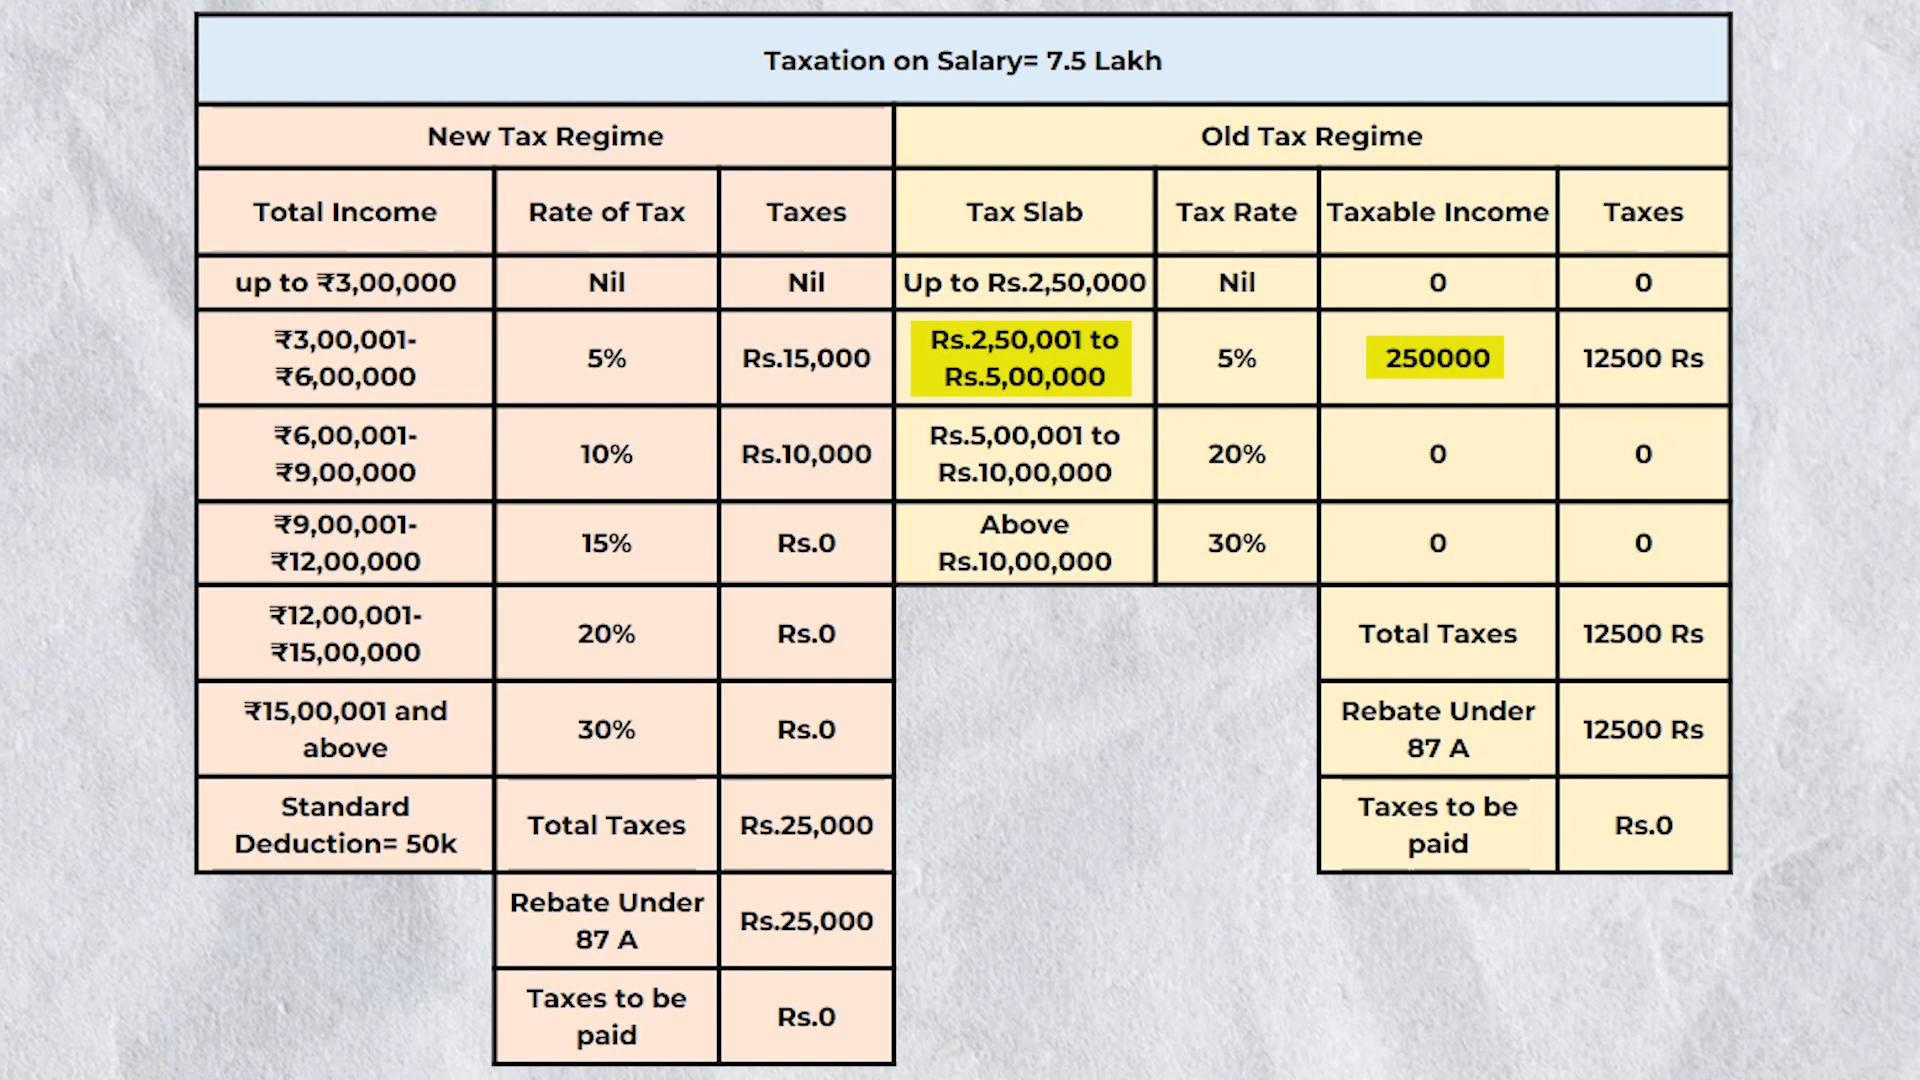 Taxation on Salary= 7.5 Lakh
New Tax Regime
Old Tax Regime
Total Income
Rate of Tax
Taxes
Tax Slab
Tax Rate
Taxable Income
Taxes
up to ₹3,00,000
Nil
Nil
Up to Rs.2,50,000
Nil
0
0
₹3,00,001-
₹6,00,000
5%
Rs.15,000
Rs.2,50,001 to
Rs.5,00,000
5%
250000
12500 Rs
₹6,00,001-
₹9,00,000
10%
Rs.10,000
Rs.5,00,001 to
Rs.10,00,000
20%
0
0
₹9,00,001-
₹12,00,000
15%
Rs.0
Above
Rs.10,00,000
30%
0
0
₹12,00,001-
₹15,00,000
20%
Rs.0
Total Taxes
12500 Rs
₹15,00,001 and
above
30%
Rs.0
Rebate Under
87 A
12500 Rs
Standard
Deduction= 50k
Total Taxes
Rs.25,000
Taxes to be
paid
Rs.0
Rebate Under
87 A
Rs.25,000
Taxes to be
paid
Rs.0